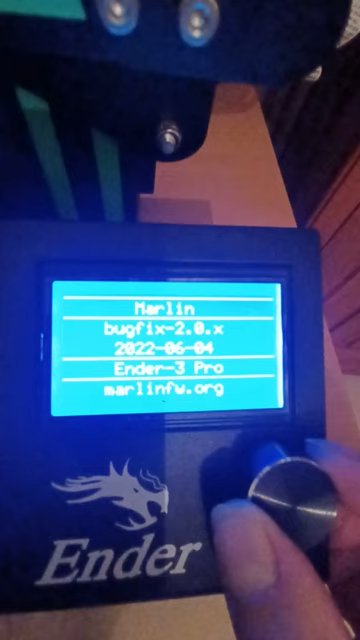 Marlin
bugfix-2.0.x
2022-06-04
Ender-3 Pro
marlinfw.org
Ender